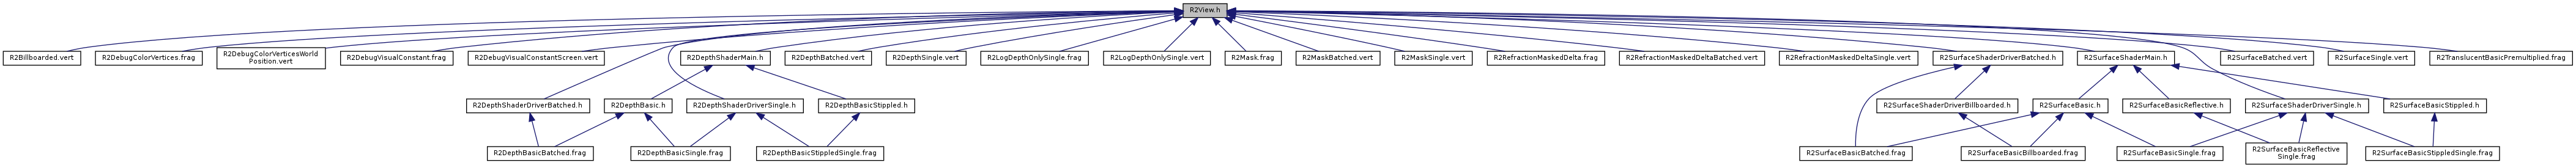 R2View.h
R2Billboarded.vert
R2DebugColorVertices.frag
R2DebugColorVerticesWorld
Position.vert
R2DebugVisualConstant.frag
R2DebugVisualConstantScreen.vert
R2DepthShaderMain.h
R2DepthBatched.vert
R2DepthSingle.vert
R2LogDepthOnlySingle.frag
R2LogDepthOnlySingle.vert
R2Mask.frag
R2MaskBatched.vert
R2MaskSingle.vert
R2RefractionMaskedDelta.frag
R2RefractionMaskedDeltaBatched.vert
R2RefractionMaskedDeltaSingle.vert
R2SurfaceShaderDriverBatched.h
R2SurfaceShaderMain.h
R2SurfaceBatched.vert
R2SurfaceSingle.vert
R2TranslucentBasicPremultiplied.frag
R2DepthShaderDriverBatched.h
R2DepthBasic.h
R2DepthShaderDriverSingle.h
R2DepthBasicStippled.h
R2SurfaceShaderDriverBillboarded.h
R2SurfaceBasic.h
R2SurfaceBasicReflective.h
R2SurfaceShaderDriverSingle.h
R2SurfaceBasicStippled.h
R2DepthBasicBatched.frag
R2DepthBasicSingle.frag
R2DepthBasicStippledSingle.frag
R2SurfaceBasicBatched.frag
R2SurfaceBasicBillboarded.frag
R2SurfaceBasicSingle.frag
R2SurfaceBasicReflective
Single.frag
R2SurfaceBasicStippledSingle.frag